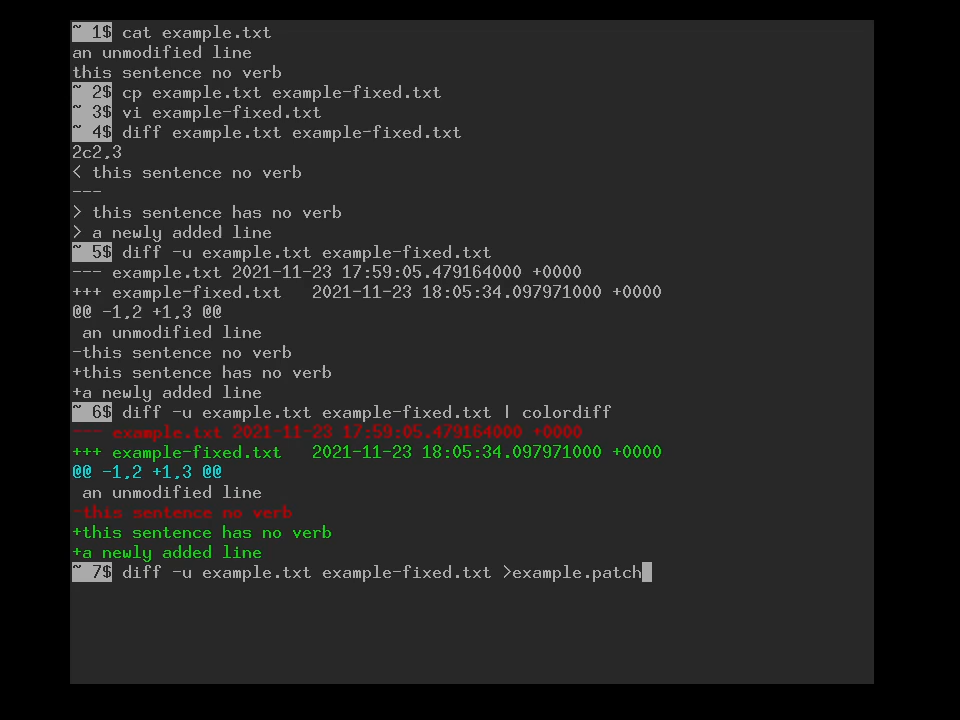 ~ 1$ cat example.txt
an unmodified line
this sentence no verb
~ 2$ cp example.txt example-fixed.txt
~ 3$ vi example-fixed.txt
~ 4$ diff example.txt example-fixed.txt
2c2,3
< this sentence no verb
---
> this sentence has no verb
> a newly added line
~ 5$ diff -u example.txt example-fixed.txt
--- example.txt 2021-11-23 17:59:05.479164000 +0000
+++ example-fixed.txt   2021-11-23 18:05:34.097971000 +0000
@@ -1,2 +1,3 @@
 an unmodified line
-this sentence no verb
+this sentence has no verb
+a newly added line
~ 6$ diff -u example.txt example-fixed.txt | colordiff
--- example.txt 2021-11-23 17:59:05.479164000 +0000
+++ example-fixed.txt   2021-11-23 18:05:34.097971000 +0000
@@ -1,2 +1,3 @@
 an unmodified line
-this sentence no verb
+this sentence has no verb
+a newly added line
~ 7$ diff -u example.txt example-fixed.txt >example.patch